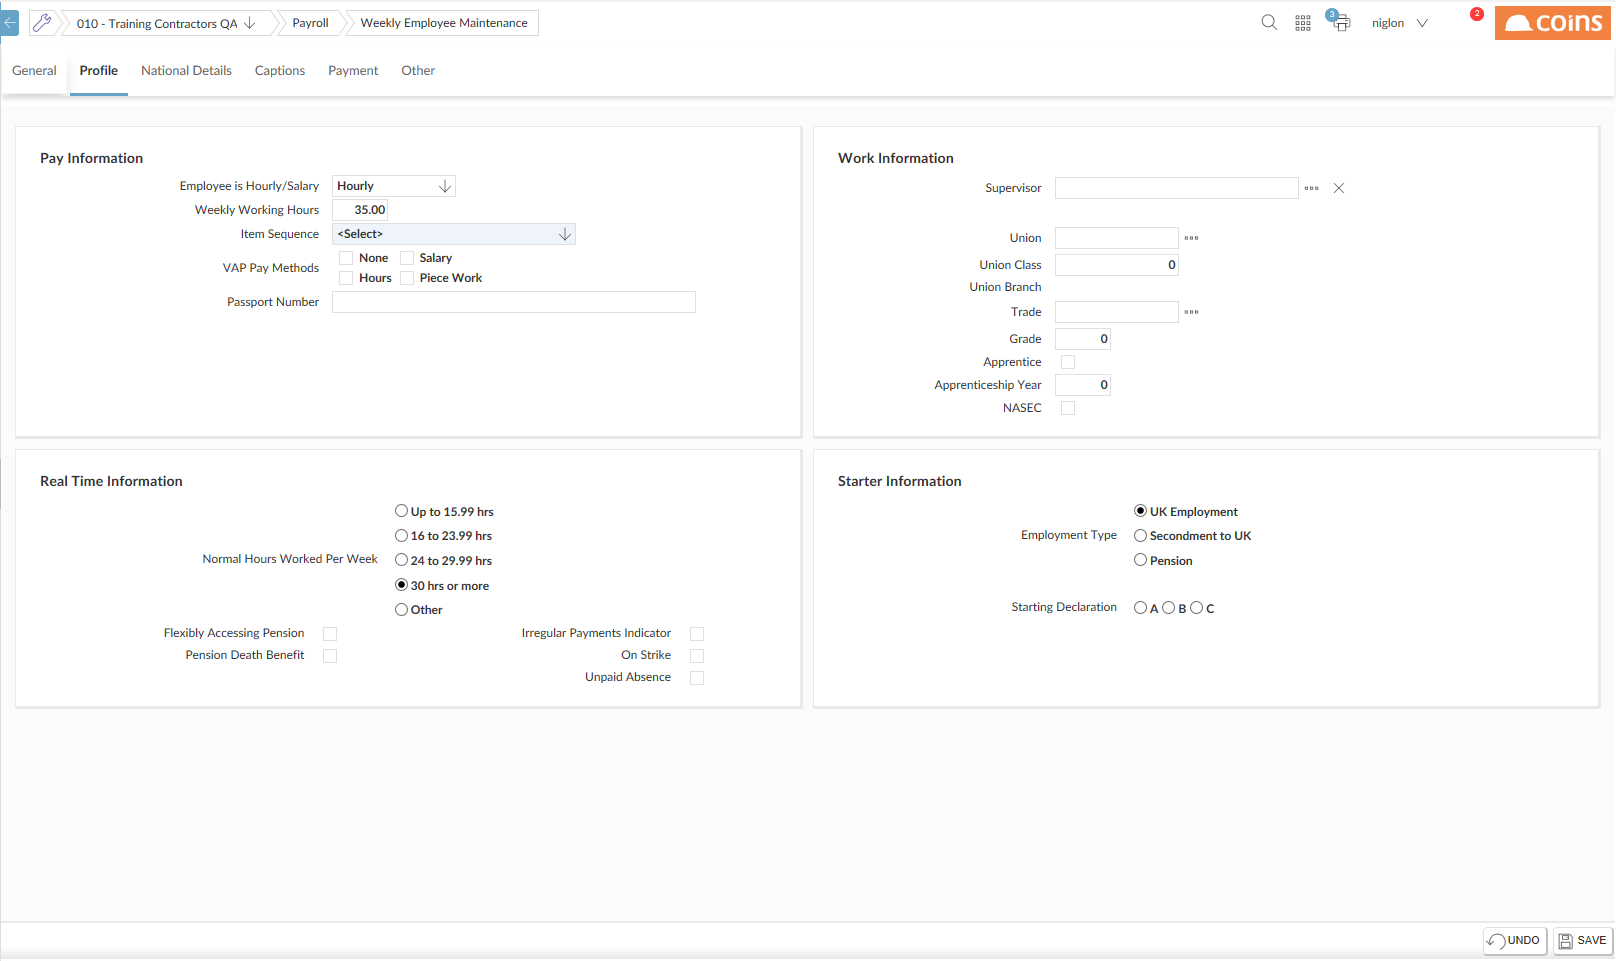 010 - Training Contractors QA
Payroll
Weekly Employee Maintenance
3
niglon
2
coins
General
Profile
National Details
Captions
Payment
Other
Pay Information
Employee is Hourly/Salary
Hourly
Weekly Working Hours
35.00
Item Sequence
<Select>
VAP Pay Methods
None
Salary
Hours
Piece Work
Passport Number
Work Information
Supervisor
Union
Union Class
0
Union Branch
Trade
Grade
0
Apprentice
Apprenticeship Year
0
NASEC
Real Time Information
Normal Hours Worked Per Week
Up to 15.99 hrs
16 to 23.99 hrs
24 to 29.99 hrs
30 hrs or more
Other
Flexibly Accessing Pension
Irregular Payments Indicator
Pension Death Benefit
On Strike
Unpaid Absence
Starter Information
Employment Type
UK Employment
Secondment to UK
Pension
Starting Declaration
A
B
C
UNDO
SAVE